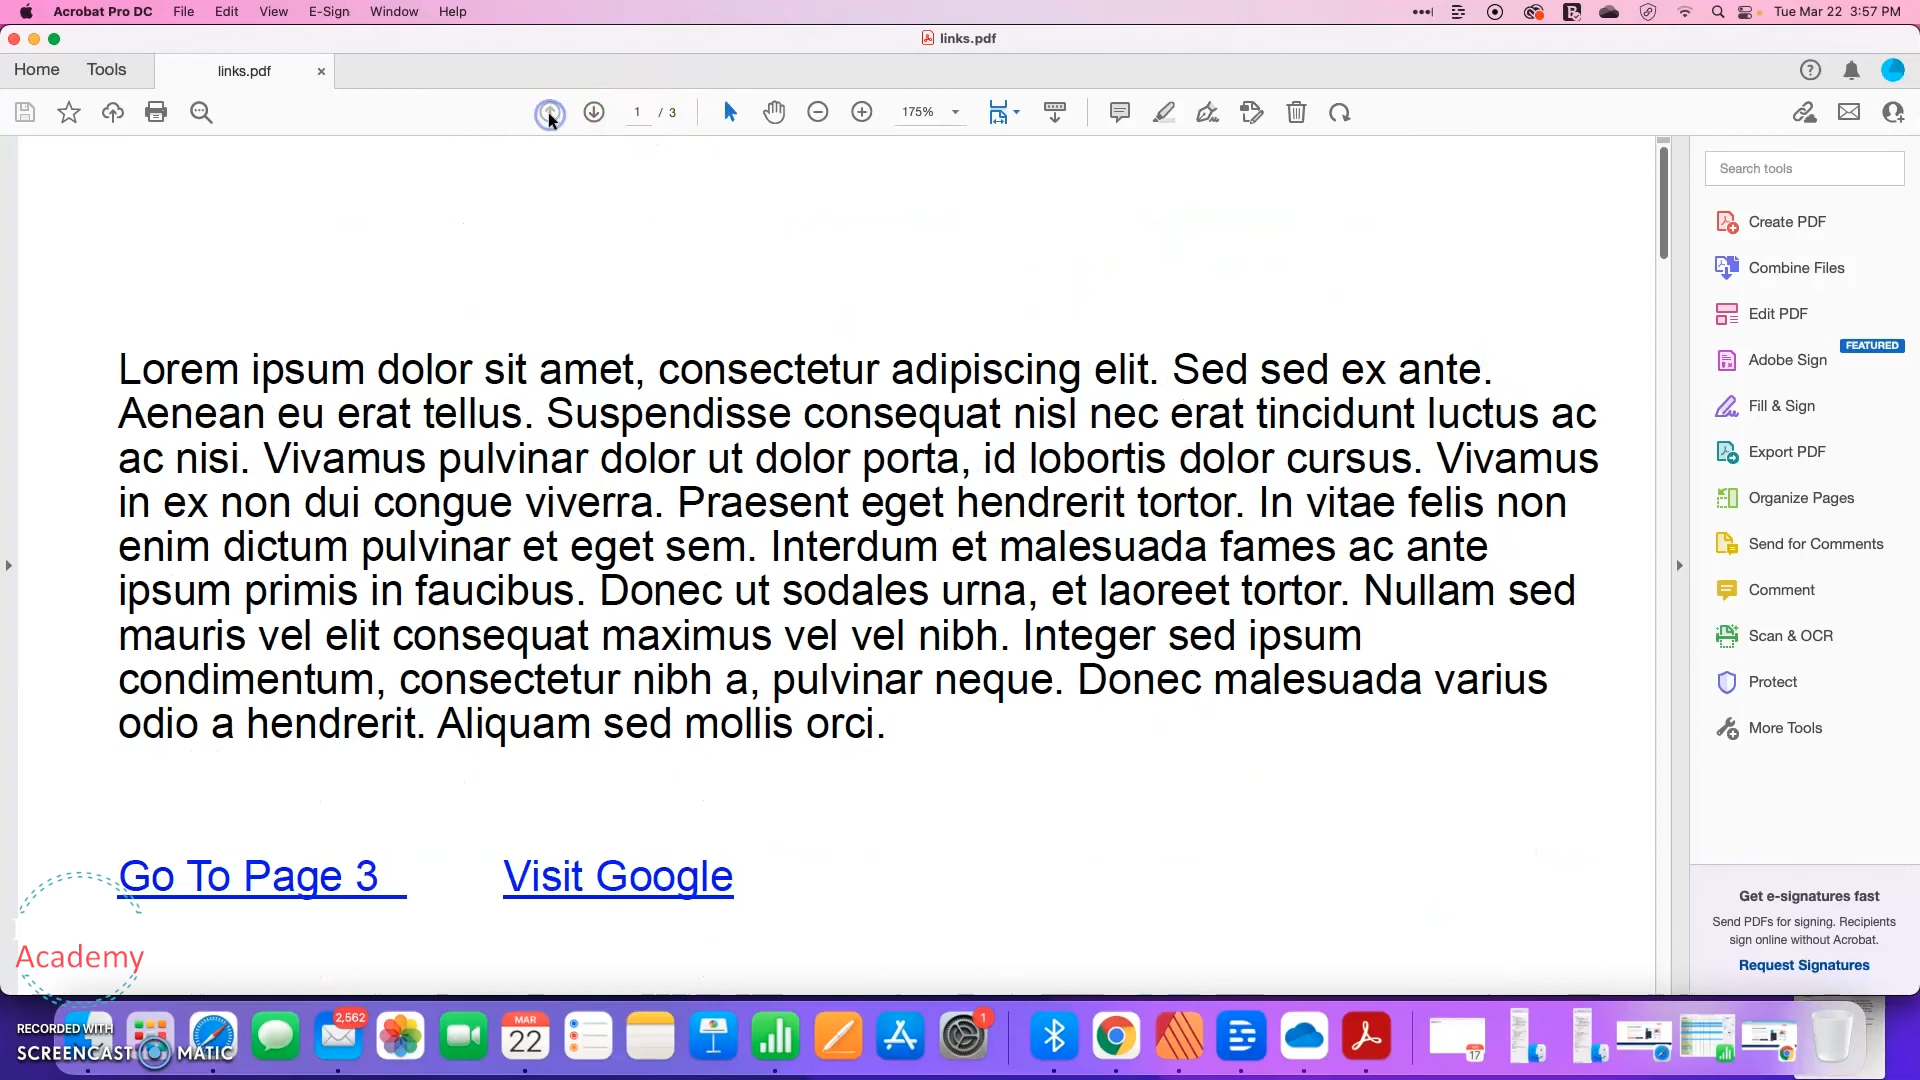 Acrobat Pro DC File Edit View E-Sign Window Help Tue Mar 22 3:57 PM
links.pdf
Home Tools links.pdf
1 / 3 175%
Search tools
Create PDF
Combine Files
Edit PDF
FEATURED
Adobe Sign
Fill & Sign
Export PDF
Organize Pages
Send for Comments
Comment
Scan & OCR
Protect
More Tools
Lorem ipsum dolor sit amet, consectetur adipiscing elit. Sed sed ex ante.
Aenean eu erat tellus. Suspendisse consequat nisl nec erat tincidunt luctus ac
ac nisi. Vivamus pulvinar dolor ut dolor porta, id lobortis dolor cursus. Vivamus
in ex non dui congue viverra. Praesent eget hendrerit tortor. In vitae felis non
enim dictum pulvinar et eget sem. Interdum et malesuada fames ac ante
ipsum primis in faucibus. Donec ut sodales urna, et laoreet tortor. Nullam sed
mauris vel elit consequat maximus vel vel nibh. Integer sed ipsum
condimentum, consectetur nibh a, pulvinar neque. Donec malesuada varius
odio a hendrerit. Aliquam sed mollis orci.
Go To Page 3 Visit Google
Academy
Get e-signatures fast
Send PDFs for signing. Recipients
sign online without Acrobat.
Request Signatures
2,562
MAR
22
1
17
RECORDED WITH
SCREENCAST MATIC